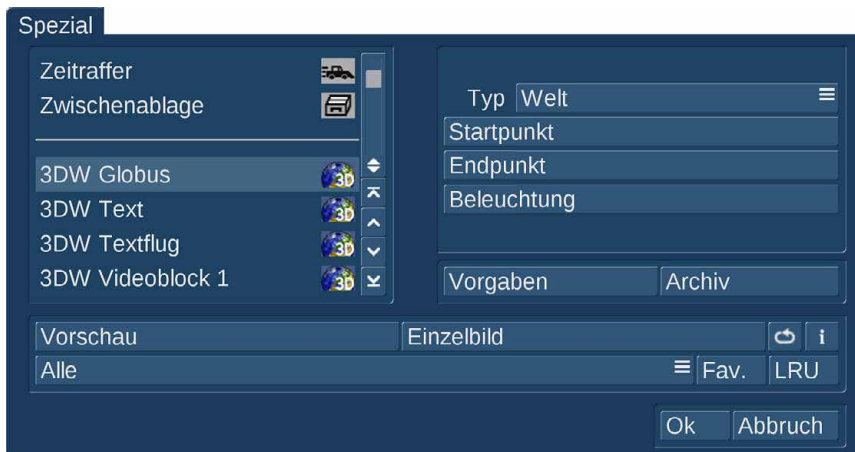 Spezial
Zeitraffer
Zwischenablage
3DW Globus
3DW Text
3DW Textflug
3DW Videoblock 1
Typ Welt
Startpunkt
Endpunkt
Beleuchtung
Vorgaben Archiv
Vorschau Einzelbild i
Alle Fav. LRU
Ok Abbruch